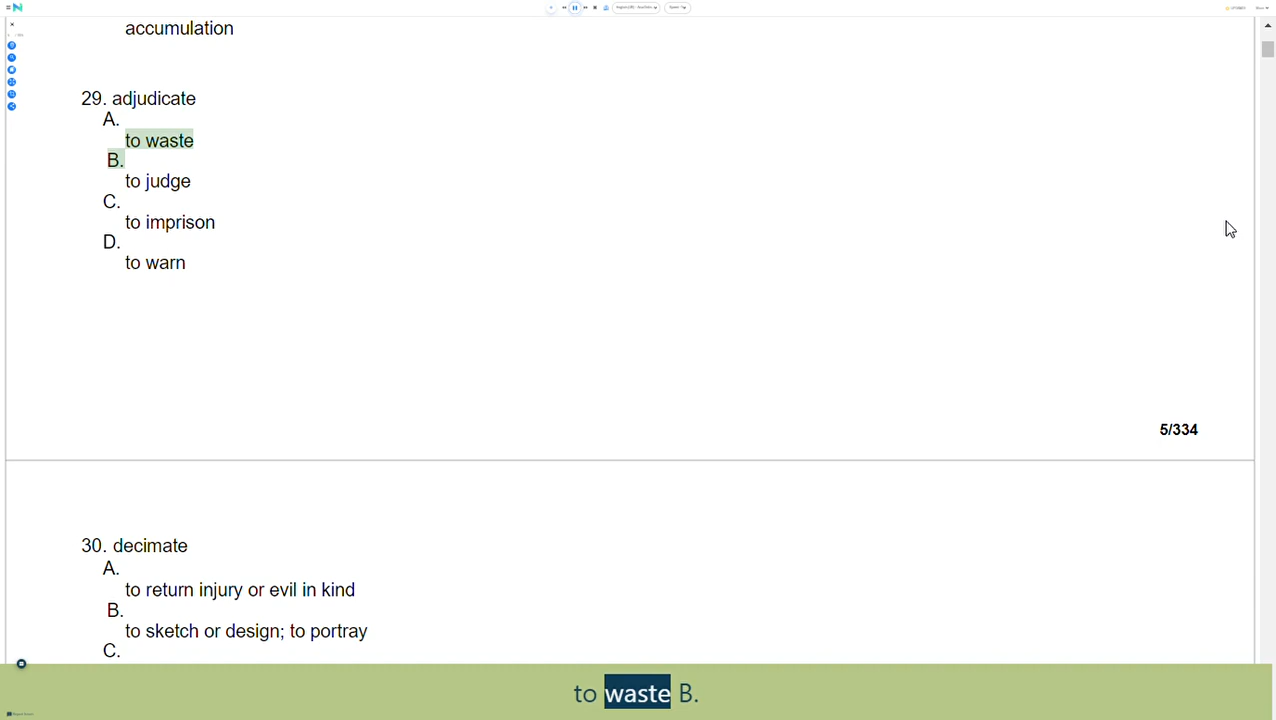 accumulation
29. adjudicate
A.
to waste
B.
to judge
C.
to imprison
D.
to warn
5/334
30. decimate
A.
to return injury or evil in kind
B.
to sketch or design; to portray
C.
to waste B.